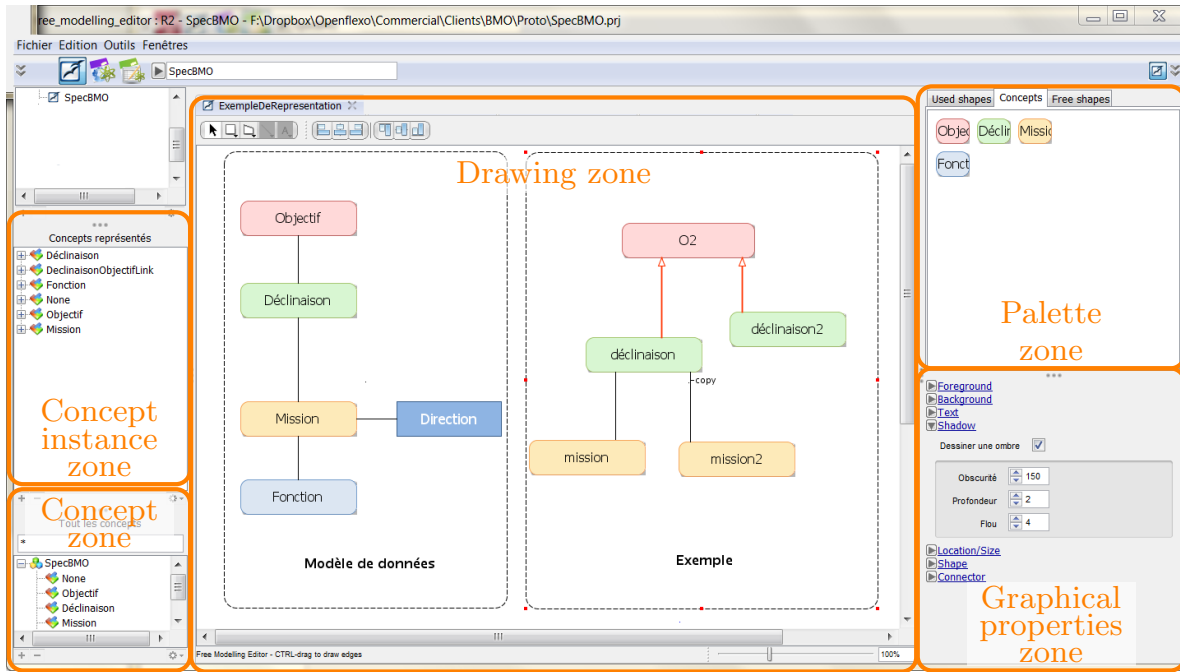 ree_modelling_editor : R2 - SpecBMO - F:\Dropbox\Openflexo\Commercial\Clients\BMO\Proto\SpecBMO.prj
Fichier Edition Outils Fenêtres
SpecBMO
SpecBMO
Concepts représentés
Déclinaison
DeclinaisonObjectifLink
Fonction
None
Objectif
Mission
Concept
instance
zone
Concept
zone
Tout les concepts
*
SpecBMO
None
Objectif
Déclinaison
Mission
ExempleDeRepresentation
Drawing zone
Objectif
Déclinaison
Mission
Direction
Fonction
Modèle de données
O2
déclinaison2
déclinaison
-copy
mission
mission2
Exemple
Free Modelling Editor - CTRL-drag to draw edges
100%
Used shapes Concepts Free shapes
Objec Déclin Missic
Fonct
Palette
zone
Foreground
Background
Text
Shadow
Dessiner une ombre
Obscurité 150
Profondeur 2
Flou 4
Location/Size
Shape
Connector
Graphical
properties
zone